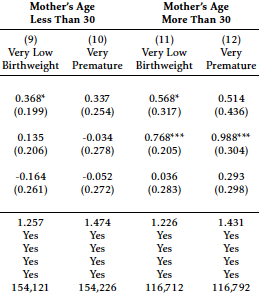 Mother's Age Mother's Age
Less Than 30 More Than 30
(9) (10) (11) (12)
Very Low Very Very Low Very
Birthweight Premature Birthweight Premature
0.368* 0.337 0.568* 0.514
(0.199) (0.254) (0.317) (0.436)
0.135 -0.034 0.768*** 0.988***
(0.206) (0.278) (0.205) (0.304)
-0.164 -0.052 0.036 0.293
(0.261) (0.272) (0.283) (0.298)
1.257 1.474 1.226 1.431
Yes Yes Yes Yes
Yes Yes Yes Yes
Yes Yes Yes Yes
Yes Yes Yes Yes
154,121 154,226 116,712 116,792